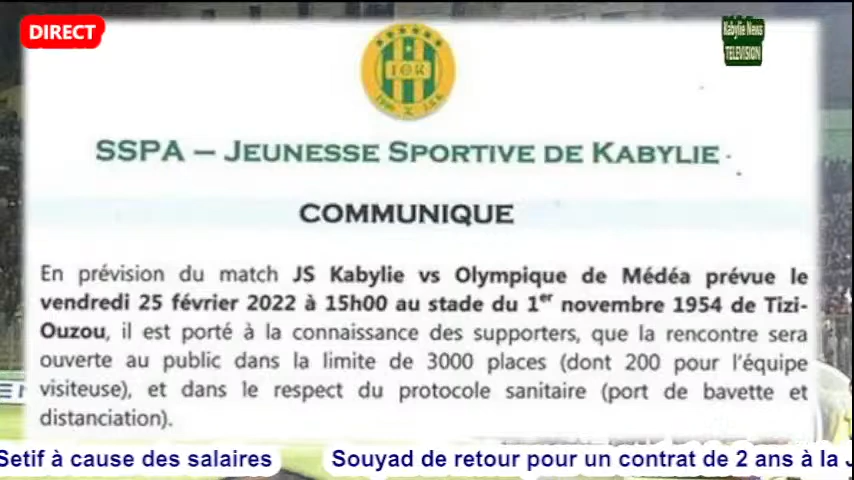 DIRECT
Kabylie News
TELEVISION
SSPA – JEUNESSE SPORTIVE DE KABYLIE
COMMUNIQUE
En prévision du match JS Kabylie vs Olympique de Médéa prévue le
vendredi 25 février 2022 à 15h00 au stade du 1er novembre 1954 de Tizi-
Ouzou, il est porté à la connaissance des supporters, que la rencontre sera
ouverte au public dans la limite de 3000 places (dont 200 pour l'équipe
visiteuse), et dans le respect du protocole sanitaire (port de bavette et
distanciation).
Setif à cause des salaires Souyad de retour pour un contrat de 2 ans à la J